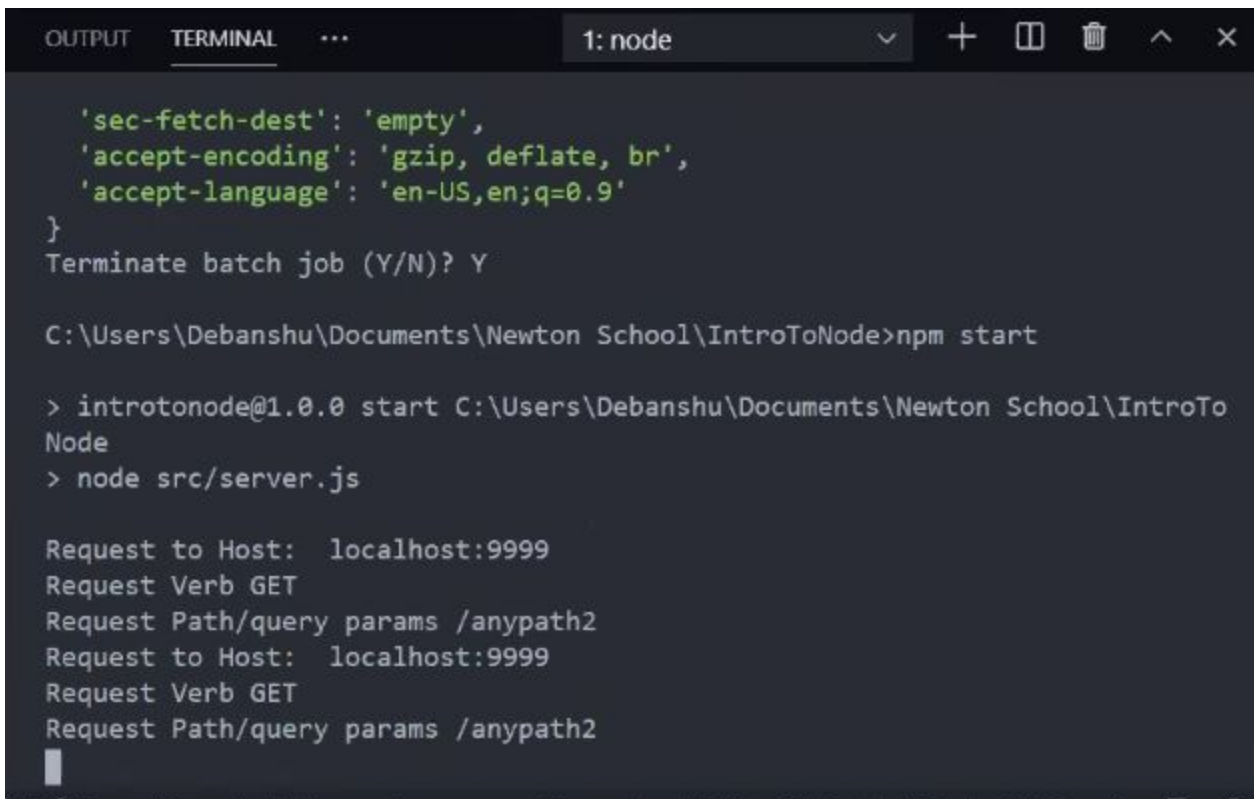 OUTPUT TERMINAL ... 1: node
'sec-fetch-dest': 'empty',
'accept-encoding': 'gzip, deflate, br',
'accept-language': 'en-US,en;q=0.9'
}
Terminate batch job (Y/N)? Y
C:\Users\Debanshu\Documents\Newton School\IntroToNode>npm start
> introtonode@1.0.0 start C:\Users\Debanshu\Documents\Newton School\IntroTo
Node
> node src/server.js
Request to Host:  localhost:9999
Request Verb GET
Request Path/query params /anypath2
Request to Host:  localhost:9999
Request Verb GET
Request Path/query params /anypath2